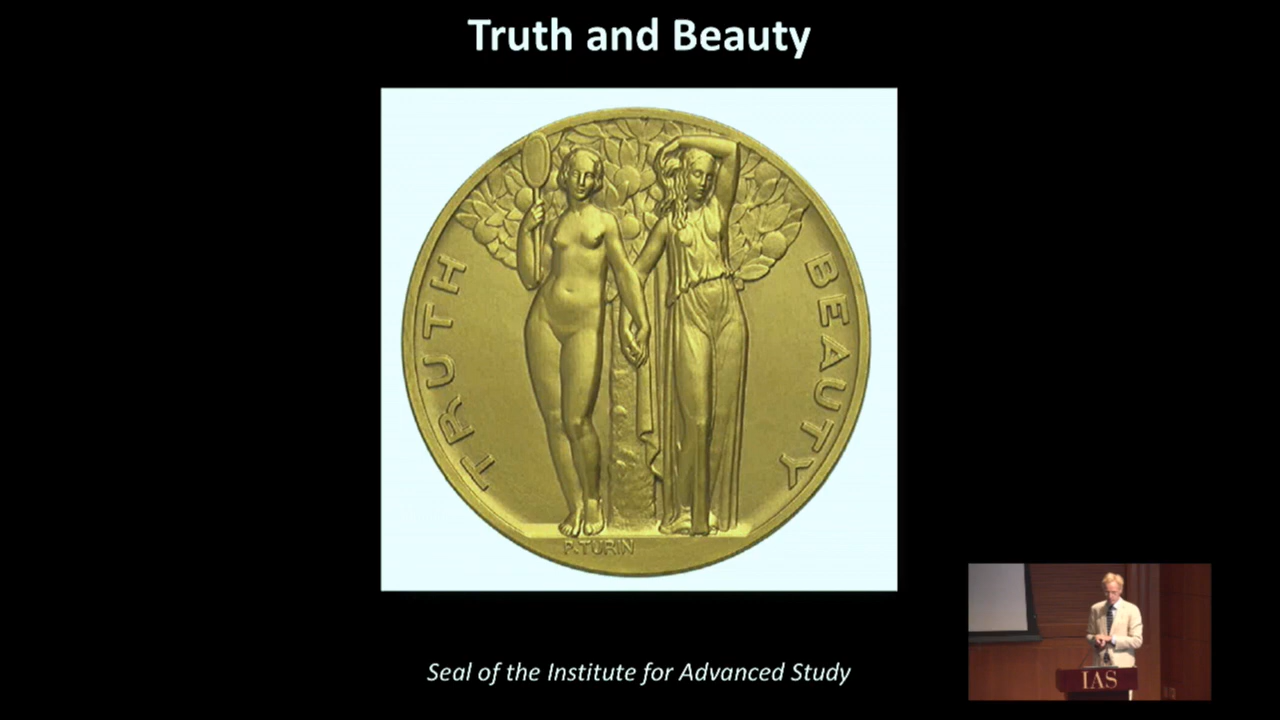 Truth and Beauty
TRUTH
BEAUTY
P. TURIN
Seal of the Institute for Advanced Study
IAS